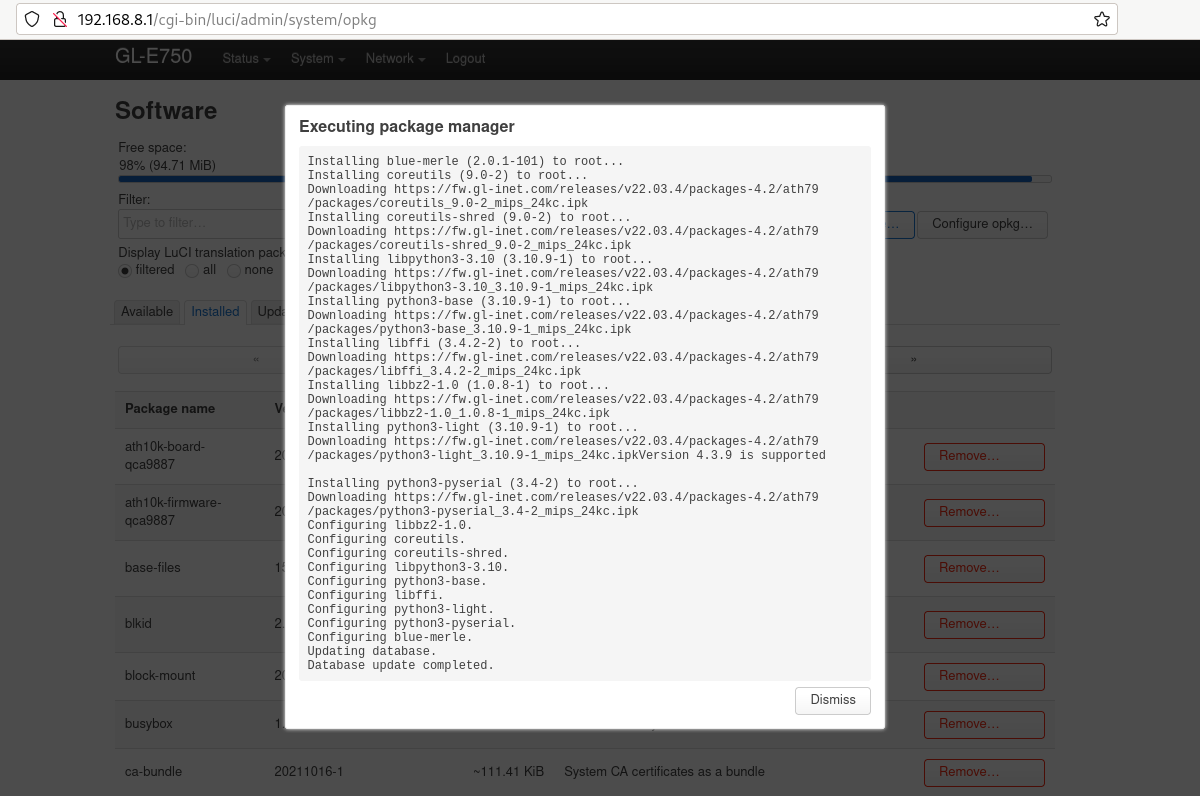 192.168.8.1/cgi-bin/luci/admin/system/opkg
GL-E750 Status System Network Logout
Software
Free space:
98% (94.71 MiB)
Filter:
Type to filter…
Display LuCI translation pack
filtered all none
Available Installed Upda
Configure opkg…
«
»
Package name
ath10k-board-
qca9887
Remove…
ath10k-firmware-
qca9887
Remove…
base-files
Remove…
blkid
Remove…
block-mount
Remove…
busybox
Remove…
ca-bundle 20211016-1 ~111.41 KiB System CA certificates as a bundle Remove…
Executing package manager
Installing blue-merle (2.0.1-101) to root...
Installing coreutils (9.0-2) to root...
Downloading https://fw.gl-inet.com/releases/v22.03.4/packages-4.2/ath79
/packages/coreutils_9.0-2_mips_24kc.ipk
Installing coreutils-shred (9.0-2) to root...
Downloading https://fw.gl-inet.com/releases/v22.03.4/packages-4.2/ath79
/packages/coreutils-shred_9.0-2_mips_24kc.ipk
Installing libpython3-3.10 (3.10.9-1) to root...
Downloading https://fw.gl-inet.com/releases/v22.03.4/packages-4.2/ath79
/packages/libpython3-3.10_3.10.9-1_mips_24kc.ipk
Installing python3-base (3.10.9-1) to root...
Downloading https://fw.gl-inet.com/releases/v22.03.4/packages-4.2/ath79
/packages/python3-base_3.10.9-1_mips_24kc.ipk
Installing libffi (3.4.2-2) to root...
Downloading https://fw.gl-inet.com/releases/v22.03.4/packages-4.2/ath79
/packages/libffi_3.4.2-2_mips_24kc.ipk
Installing libbz2-1.0 (1.0.8-1) to root...
Downloading https://fw.gl-inet.com/releases/v22.03.4/packages-4.2/ath79
/packages/libbz2-1.0_1.0.8-1_mips_24kc.ipk
Installing python3-light (3.10.9-1) to root...
Downloading https://fw.gl-inet.com/releases/v22.03.4/packages-4.2/ath79
/packages/python3-light_3.10.9-1_mips_24kc.ipkVersion 4.3.9 is supported
Installing python3-pyserial (3.4-2) to root...
Downloading https://fw.gl-inet.com/releases/v22.03.4/packages-4.2/ath79
/packages/python3-pyserial_3.4-2_mips_24kc.ipk
Configuring libbz2-1.0.
Configuring coreutils.
Configuring coreutils-shred.
Configuring libpython3-3.10.
Configuring python3-base.
Configuring libffi.
Configuring python3-light.
Configuring python3-pyserial.
Configuring blue-merle.
Updating database.
Database update completed.
Dismiss